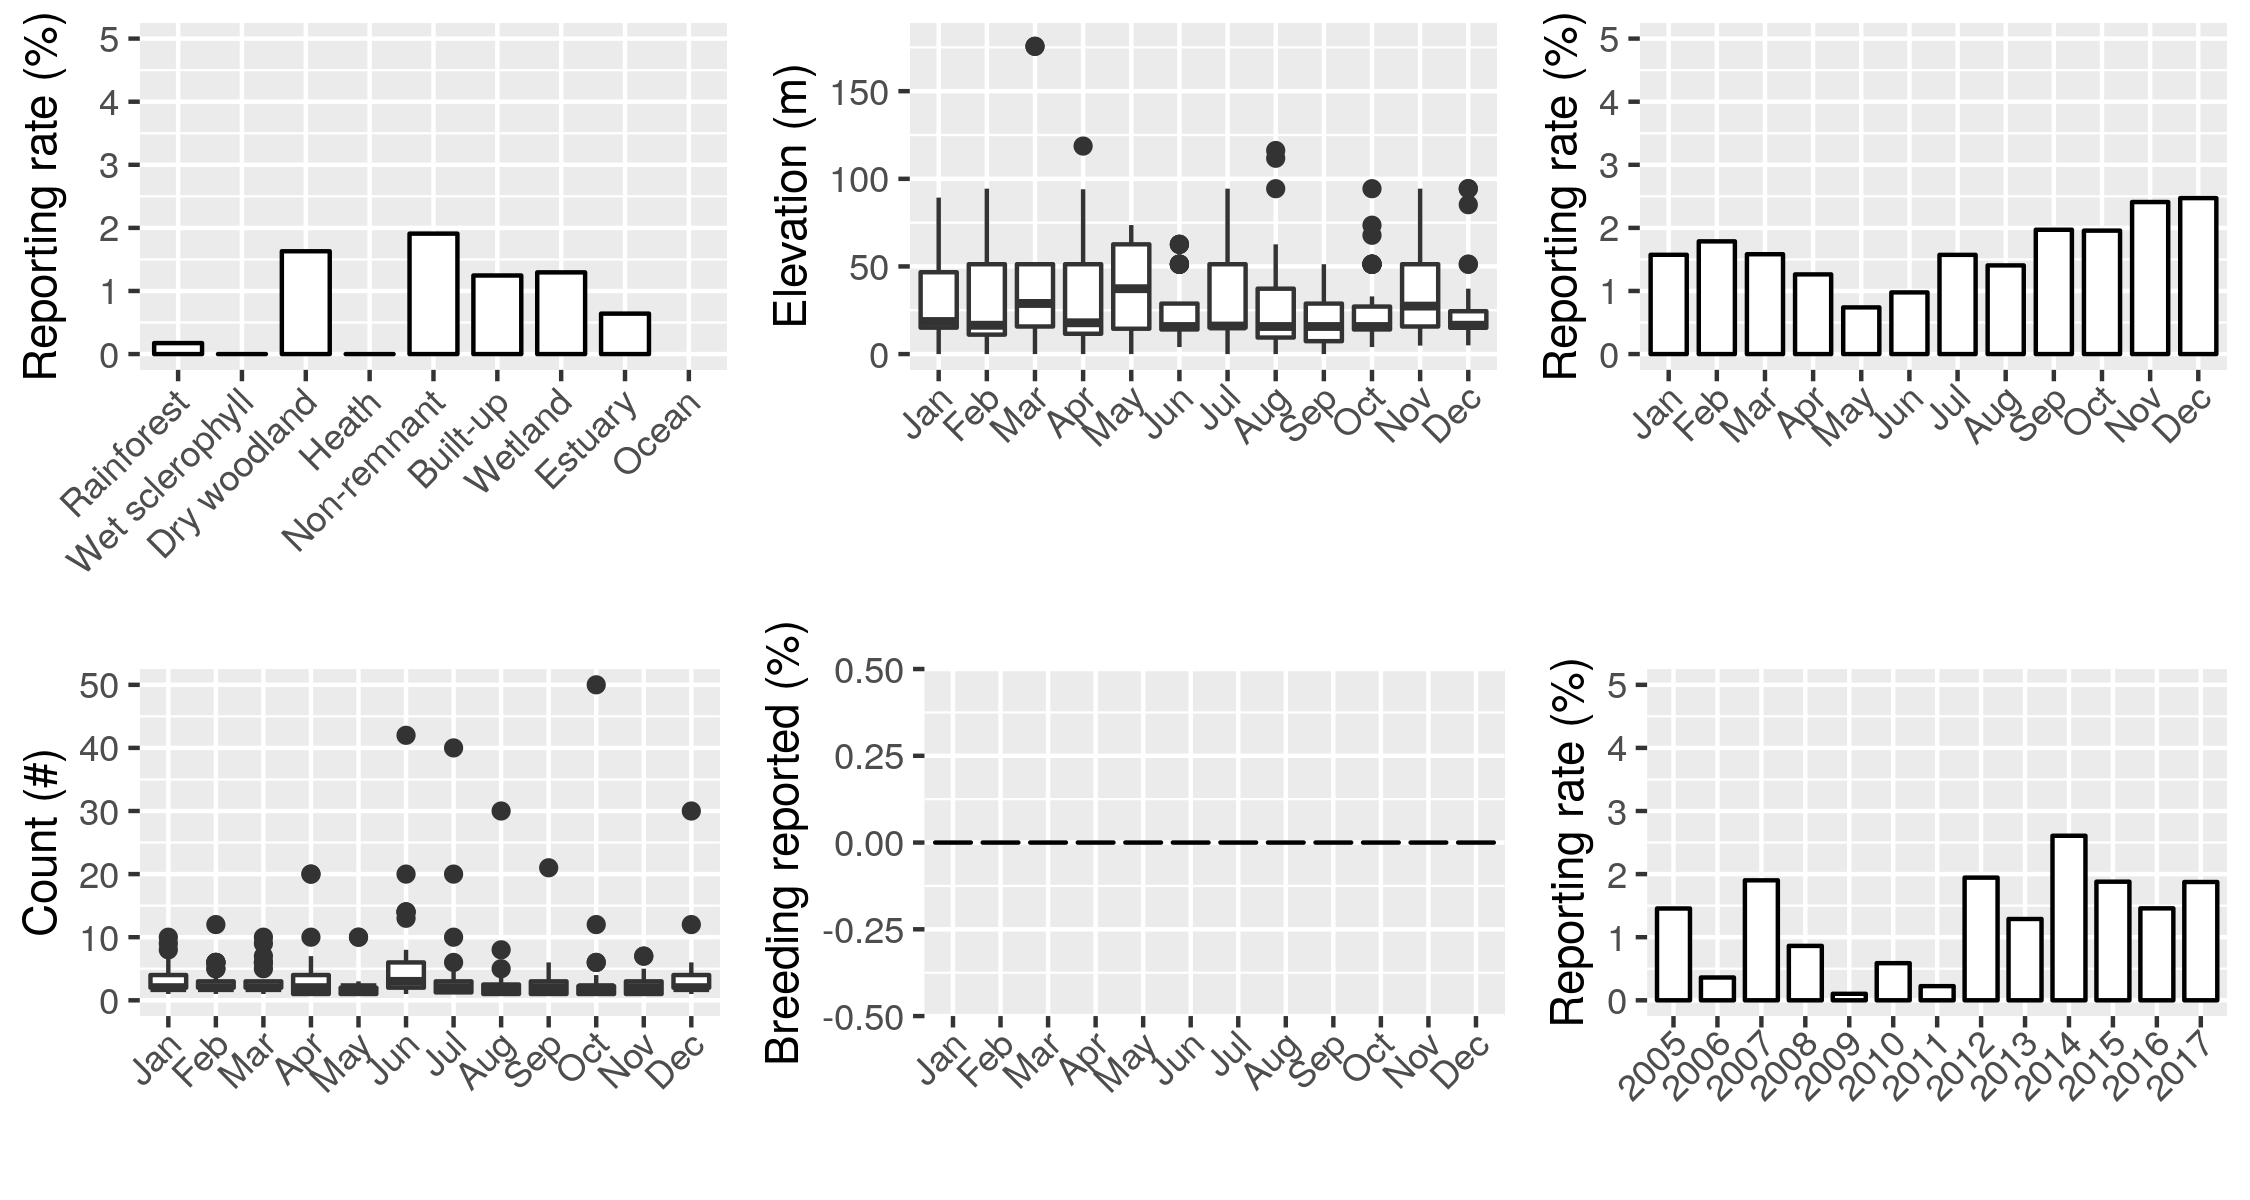 Reporting rate (%)
5
4
3
2
1
0
Rainforest
Wet sclerophyll
Dry woodland
Heath
Non-remnant
Built-up
Wetland
Estuary
Ocean
Elevation (m)
150
100
50
0
Jan
Feb
Mar
Apr
May
Jun
Jul
Aug
Sep
Oct
Nov
Dec
Reporting rate (%)
5
4
3
2
1
0
Jan
Feb
Mar
Apr
May
Jun
Jul
Aug
Sep
Oct
Nov
Dec
Count (#)
50
40
30
20
10
0
Jan
Feb
Mar
Apr
May
Jun
Jul
Aug
Sep
Oct
Nov
Dec
Breeding reported (%)
0.50
0.25
0.00
-0.25
-0.50
Jan
Feb
Mar
Apr
May
Jun
Jul
Aug
Sep
Oct
Nov
Dec
Reporting rate (%)
5
4
3
2
1
0
2005
2006
2007
2008
2009
2010
2011
2012
2013
2014
2015
2016
2017